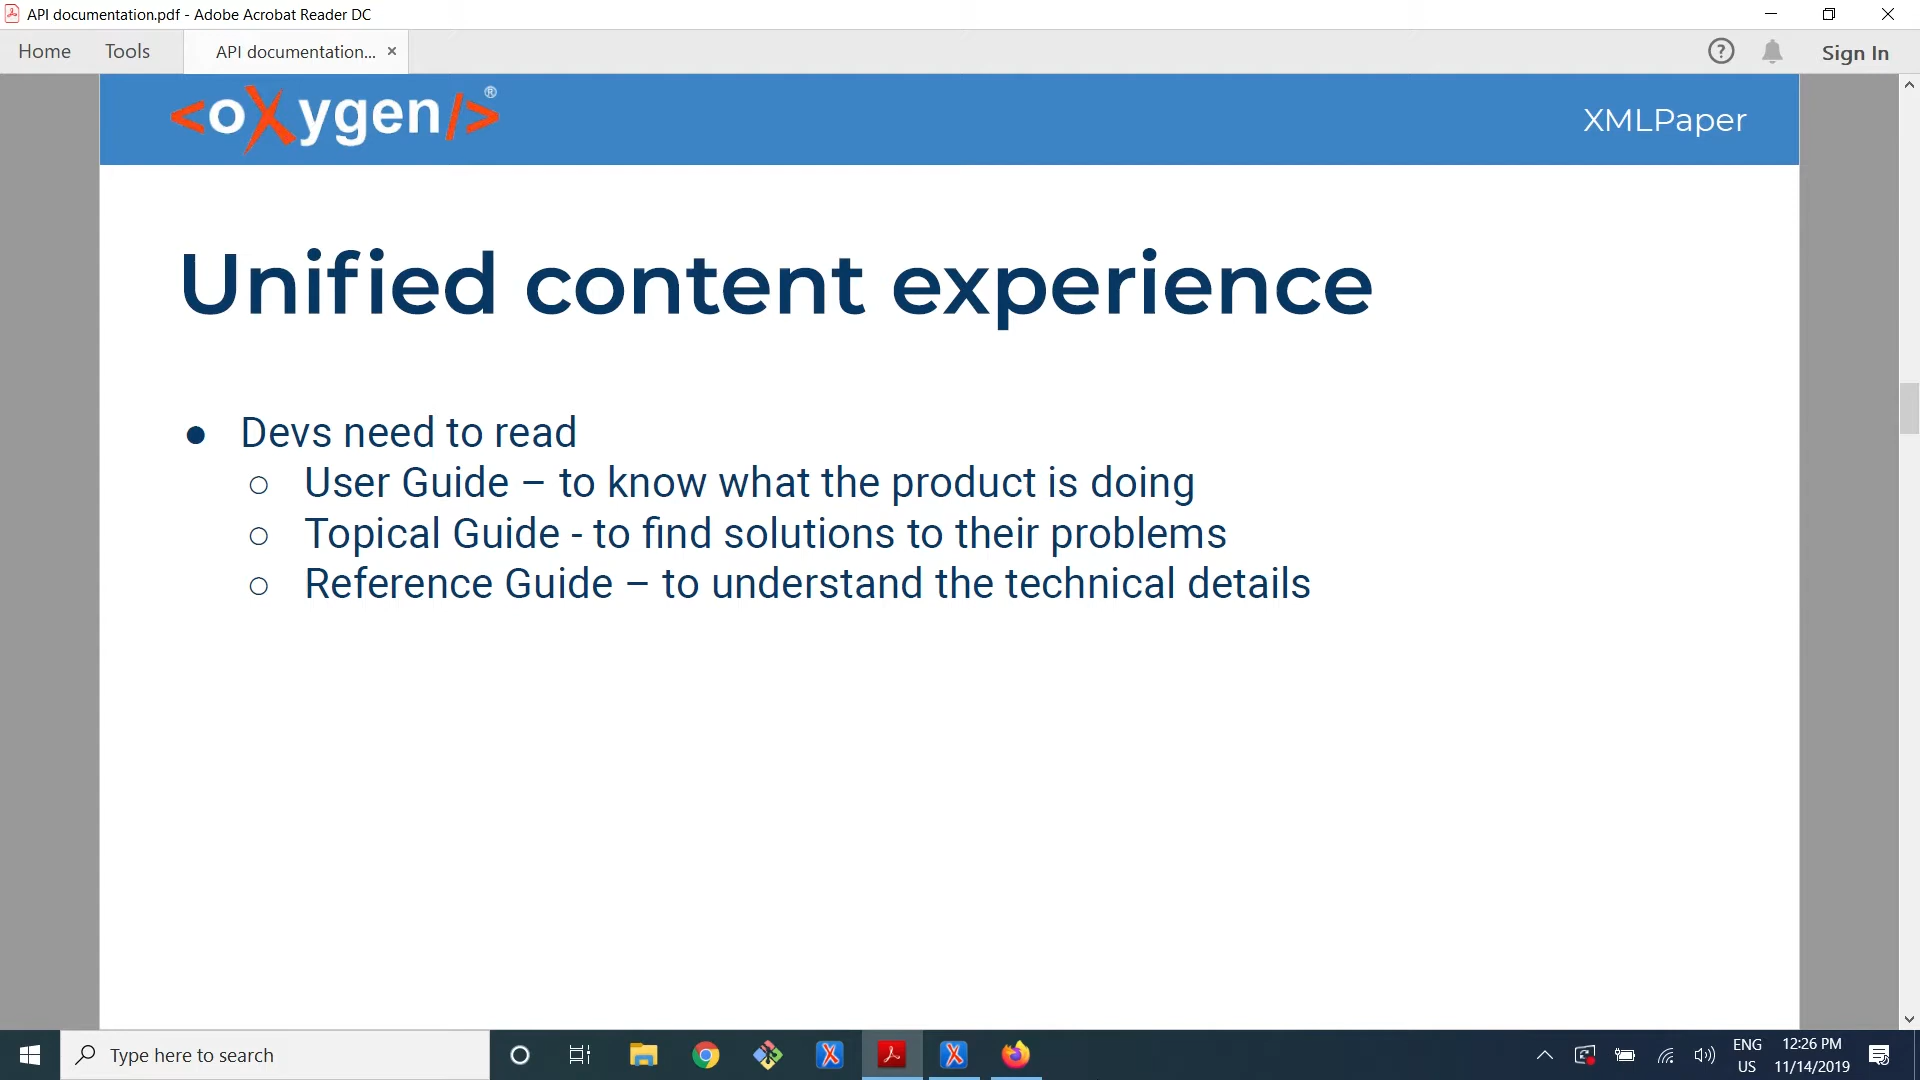 API documentation.pdf - Adobe Acrobat Reader DC
Home
Tools
API documentation...
Sign In
<oXygen/>®
XMLPaper
Unified content experience
● Devs need to read
○ User Guide – to know what the product is doing
○ Topical Guide - to find solutions to their problems
○ Reference Guide – to understand the technical details
Type here to search
ENG
US
12:26 PM
11/14/2019